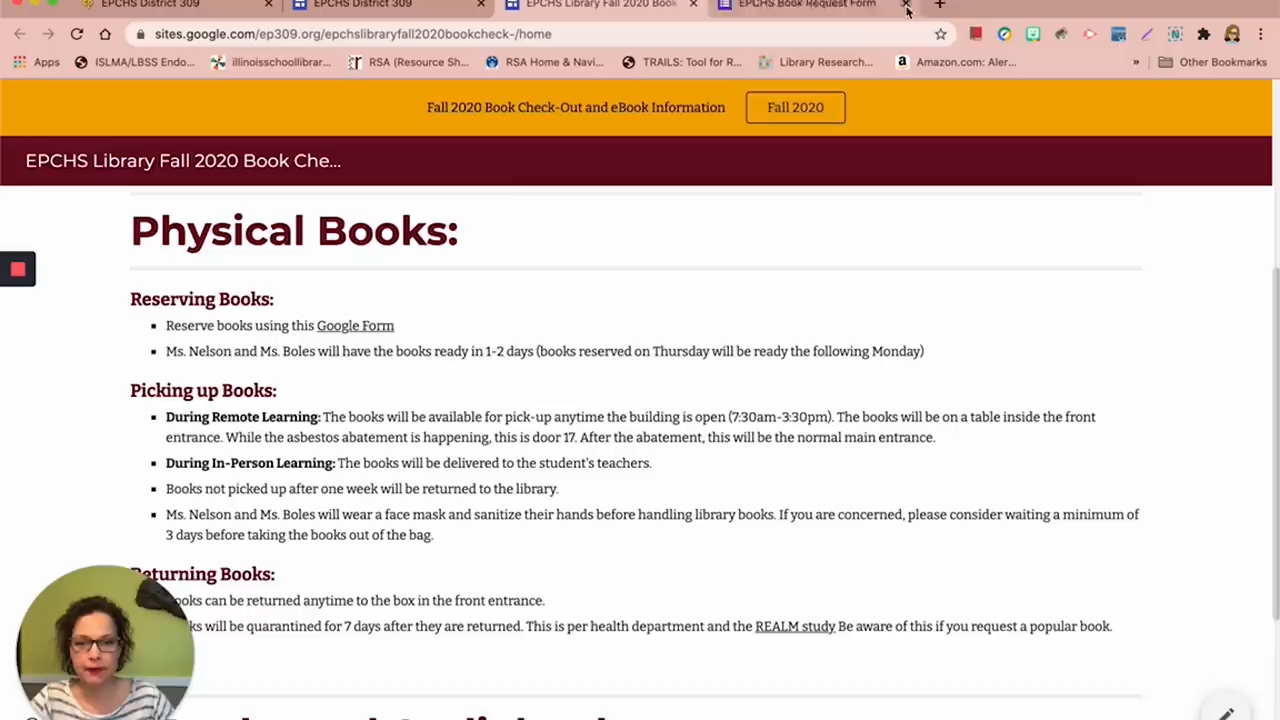 EPCHS District 309
EPCHS District 309
EPCHS Library Fall 2020 Book
EPCHS Book Request Form
sites.google.com/ep309.org/epchslibraryfall2020bookcheck-/home
Apps
ISLMA/LBSS Endo...
illinoisschoollibrar...
RSA (Resource Sh...
RSA Home & Navi...
TRAILS: Tool for R...
Library Research...
Amazon.com: Aler...
»
Other Bookmarks
Fall 2020 Book Check-Out and eBook Information
Fall 2020
EPCHS Library Fall 2020 Book Che...
Physical Books:
Reserving Books:
▪ Reserve books using this Google Form
▪ Ms. Nelson and Ms. Boles will have the books ready in 1-2 days (books reserved on Thursday will be ready the following Monday)
Picking up Books:
▪ During Remote Learning: The books will be available for pick-up anytime the building is open (7:30am-3:30pm). The books will be on a table inside the front
entrance. While the asbestos abatement is happening, this is door 17. After the abatement, this will be the normal main entrance.
▪ During In-Person Learning: The books will be delivered to the student's teachers.
▪ Books not picked up after one week will be returned to the library.
▪ Ms. Nelson and Ms. Boles will wear a face mask and sanitize their hands before handling library books. If you are concerned, please consider waiting a minimum of
3 days before taking the books out of the bag.
eturning Books:
ooks can be returned anytime to the box in the front entrance.
ks will be quarantined for 7 days after they are returned. This is per health department and the REALM study Be aware of this if you request a popular book.